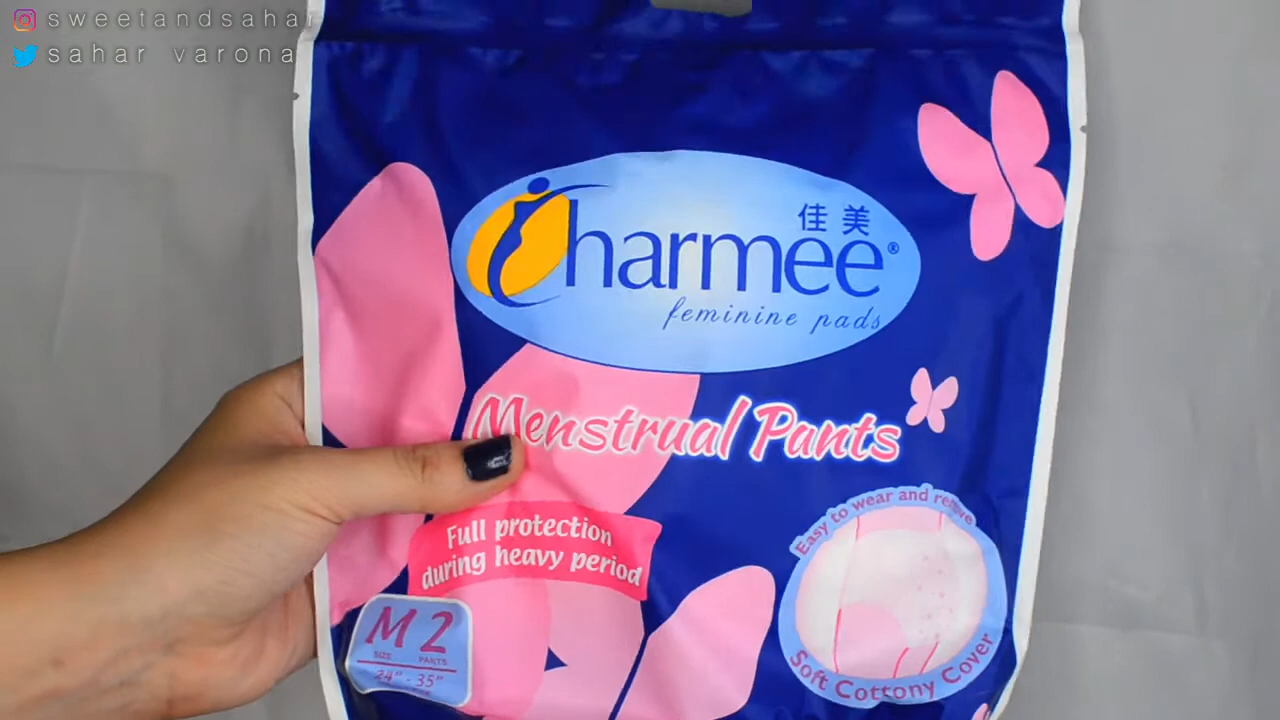 sweetandsahar
sahar varona
佳美
Charmee®
feminine pads
Menstrual Pants
Full protection
during heavy period
Easy to wear and remove
Soft Cottony Cover
M 2
SIZE PANTS
24" - 35"